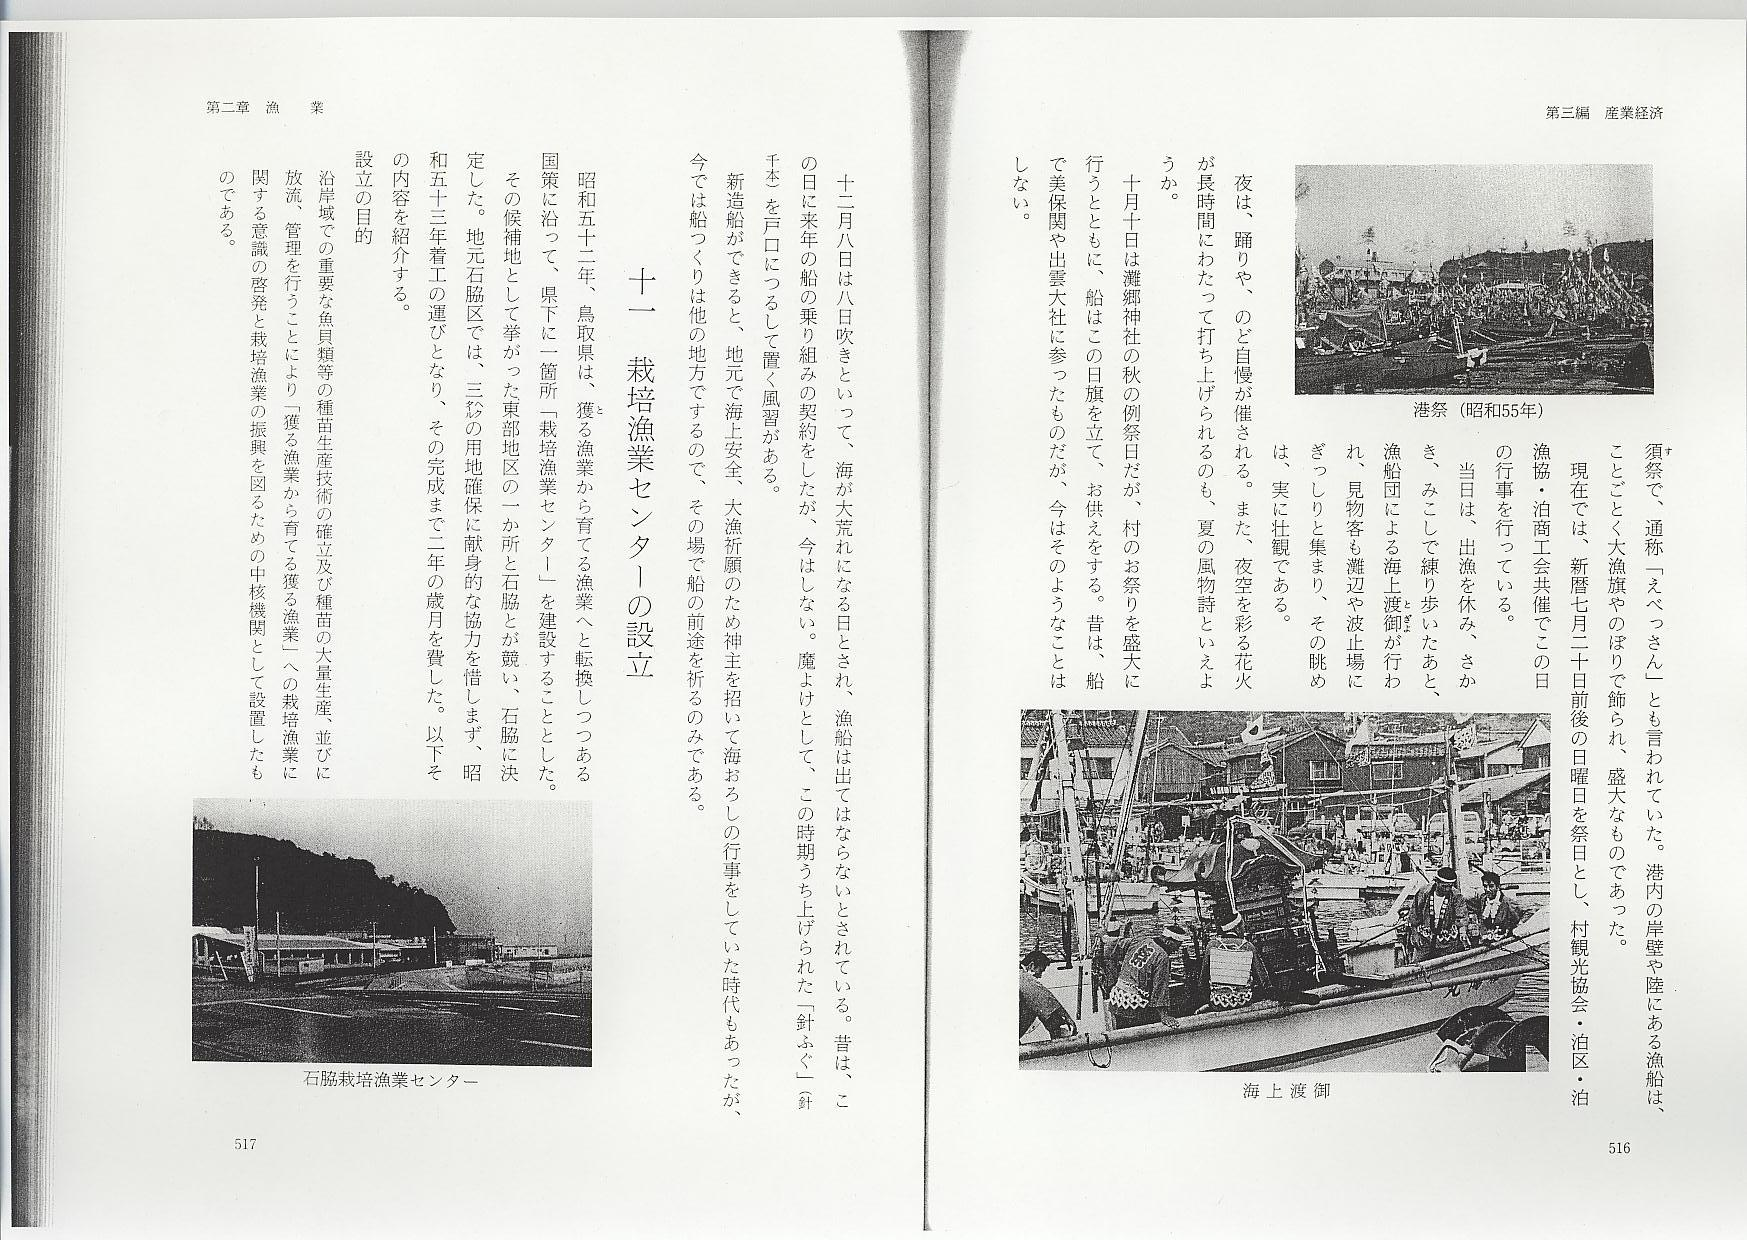 第三編　産業経済
港祭（昭和55年）
須祭で、通称「えべっさん」とも言われていた。港内の岸壁や陸にある漁船は、
す
ことごとく大漁旗やのぼりで飾られ、盛大なものであった。
現在では、新暦七月二十日前後の日曜日を祭日とし、村観光協会・泊区・泊
漁協・泊商工会共催でこの日
の行事を行っている。
当日は、出漁を休み、さか
き、みこしで練り歩いたあと、
漁船団による海上渡御が行わ
とぎょ
れ、見物客も灘辺や波止場に
ぎっしりと集まり、その眺め
は、実に壮観である。
夜は、踊りや、のど自慢が催される。また、夜空を彩る花火
が長時間にわたって打ち上げられるのも、夏の風物詩といえよ
うか。
十月十日は灘郷神社の秋の例祭日だが、村のお祭りを盛大に
行うとともに、船はこの日旗を立て、お供えをする。昔は、船
で美保関や出雲大社に参ったものだが、今はそのようなことは
しない。
海上渡御
516
第二章　漁　業
十二月八日は八日吹きといって、海が大荒れになる日とされ、漁船は出てはならないとされている。昔は、こ
の日に来年の船の乗り組みの契約をしたが、今はしない。魔よけとして、この時期うち上げられた「針ふぐ」（針
千本）を戸口につるして置く風習がある。
新造船ができると、地元で海上安全、大漁祈願のため神主を招いて海おろしの行事をしていた時代もあったが、
今では船つくりは他の地方でするので、その場で船の前途を祈るのみである。
十一　栽培漁業センターの設立
昭和五十二年、鳥取県は、獲る漁業から育てる漁業へと転換しつつある
と
国策に沿って、県下に一箇所「栽培漁業センター」を建設することとした。
その候補地として挙がった東部地区の一か所と石脇とが競い、石脇に決
定した。地元石脇区では、三㌶の用地確保に献身的な協力を惜しまず、昭
和五十三年着工の運びとなり、その完成まで二年の歳月を費した。以下そ
の内容を紹介する。
設立の目的
沿岸域での重要な魚貝類等の種苗生産技術の確立及び種苗の大量生産、並びに
放流、管理を行うことにより「獲る漁業から育てる獲る漁業」への栽培漁業に
関する意識の啓発と栽培漁業の振興を図るための中核機関として設置したも
のである。
石脇栽培漁業センター
517